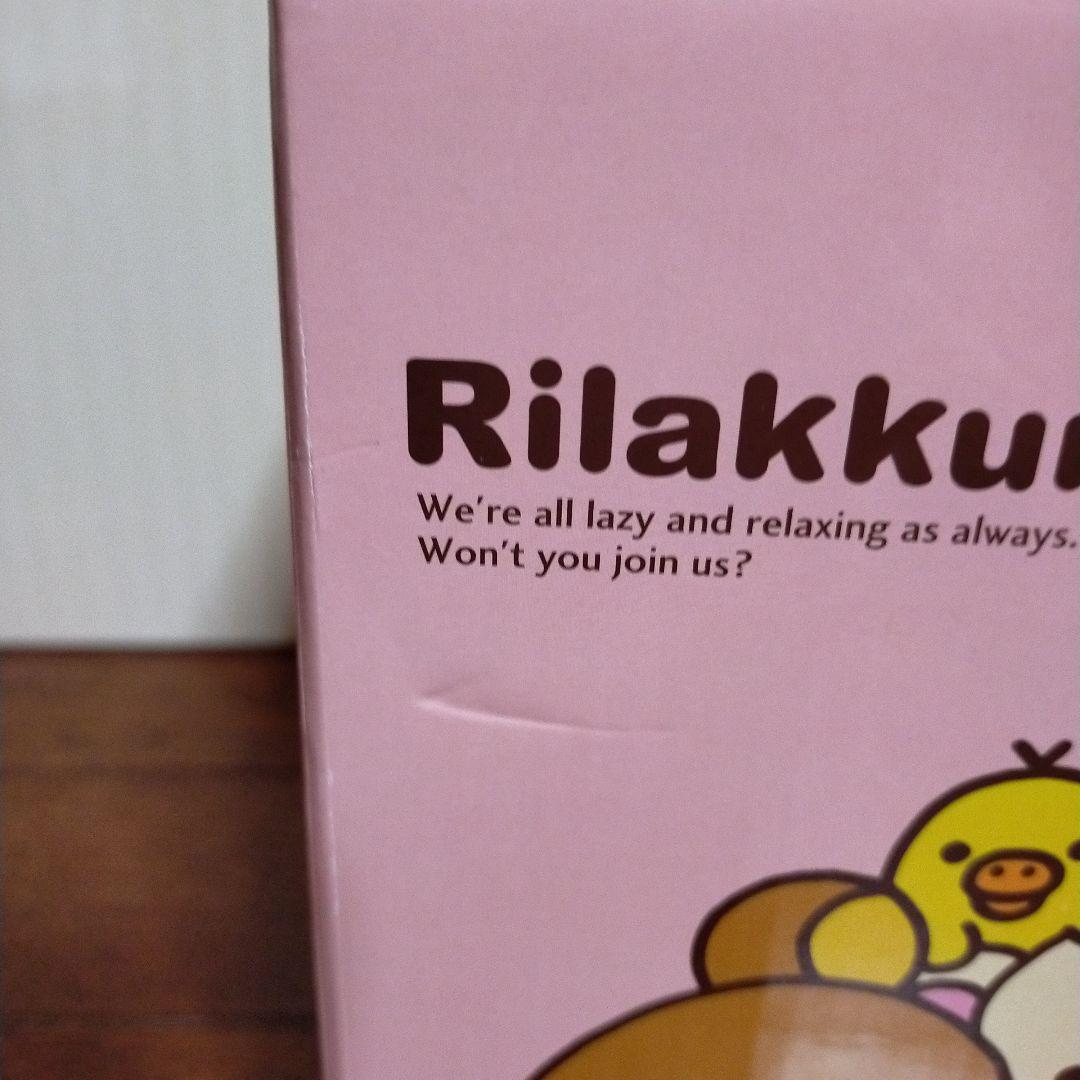 Rilakku
We're all lazy and relaxing as always.
Won't you join us?